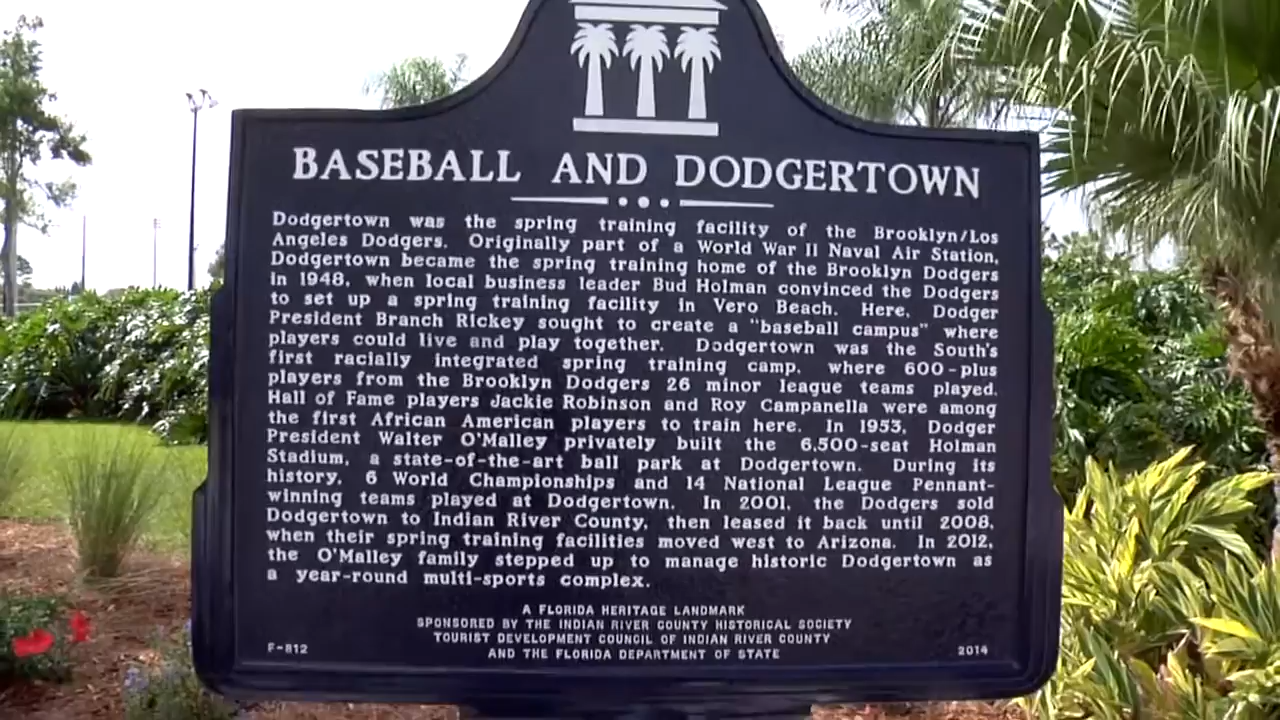 BASEBALL AND DODGERTOWN
Dodgertown was the spring training facility of the Brooklyn/Los
Angeles Dodgers. Originally part of a World War II Naval Air Station,
Dodgertown became the spring training home of the Brooklyn Dodgers
in 1948, when local business leader Bud Holman convinced the Dodgers
to set up a spring training facility in Vero Beach. Here, Dodger
President Branch Rickey sought to create a "baseball campus" where
players could live and play together. Dodgertown was the South's
first racially integrated spring training camp, where 600-plus
players from the Brooklyn Dodgers 26 minor league teams played.
Hall of Fame players Jackie Robinson and Roy Campanella were among
the first African American players to train here. In 1953, Dodger
President Walter O'Malley privately built the 6,500-seat Holman
Stadium, a state-of-the-art ball park at Dodgertown. During its
history, 6 World Championships and 14 National League Pennant-
winning teams played at Dodgertown. In 2001, the Dodgers sold
Dodgertown to Indian River County, then leased it back until 2008,
when their spring training facilities moved west to Arizona. In 2012,
the O'Malley family stepped up to manage historic Dodgertown as
a year-round multi-sports complex.
A FLORIDA HERITAGE LANDMARK
SPONSORED BY THE INDIAN RIVER COUNTY HISTORICAL SOCIETY
TOURIST DEVELOPMENT COUNCIL OF INDIAN RIVER COUNTY
AND THE FLORIDA DEPARTMENT OF STATE
F-812
2014